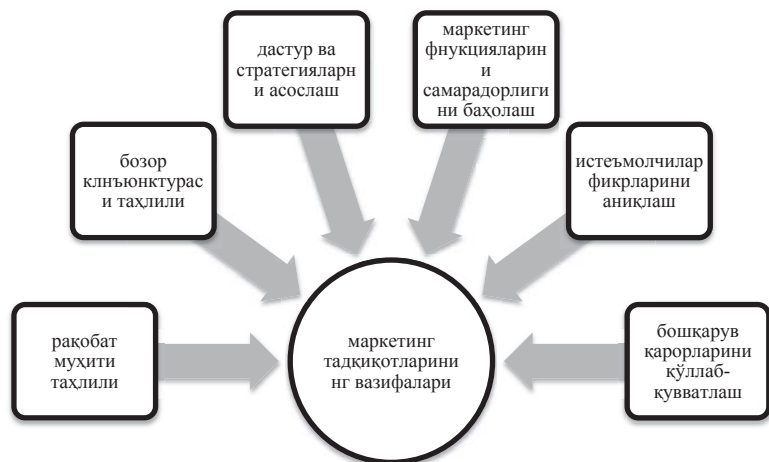 дастур ва
стратегияларн
и асослаш
маркетинг
фнукцияларин
и
самарадорлиги
ни баҳолаш
бозор
клнъюнктурас
и таҳлили
истеъмолчилар
фикрларини
аниқлаш
рақобат
муҳити
таҳлили
маркетинг
тадқиқотларини
нг вазифалари
бошқарув
қарорларини
қўллаб-
қувватлаш